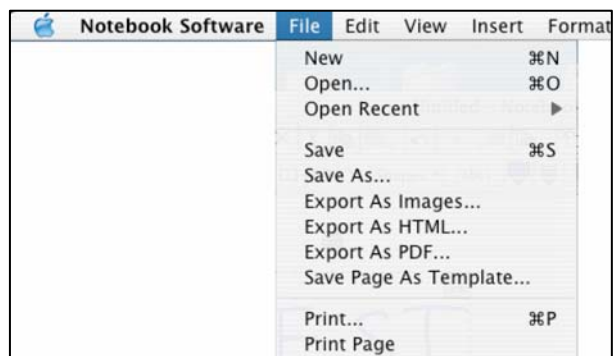 Notebook Software File Edit View Insert Format
New ⌘N
Open... ⌘O
Open Recent ▶
Save ⌘S
Save As...
Export As Images...
Export As HTML...
Export As PDF...
Save Page As Template...
Print... ⌘P
Print Page